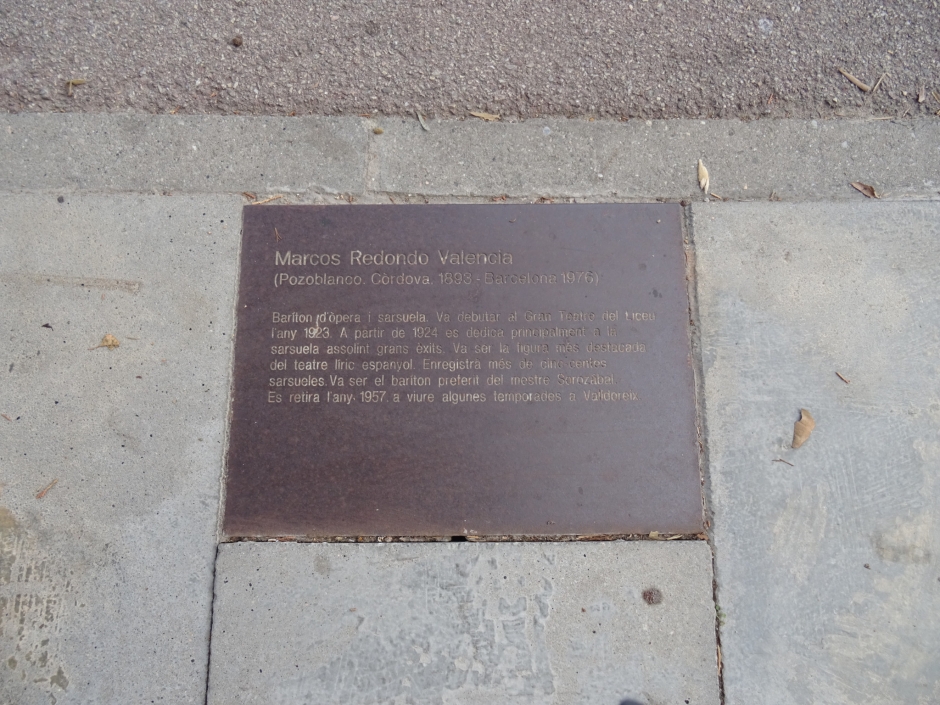 Marcos Redondo Valencia
(Pozoblanco, Còrdova, 1893 - Barcelona 1976)
Baríton d'òpera i sarsuela. Va debutar al Gran Teatre del Liceu
l'any 1923. A partir de 1924 es dedica principalment a la
sarsuela assolint grans èxits. Va ser la figura més destacada
del teatre líric espanyol. Enregistrà més de cinc-centes
sarsueles. Va ser el baríton preferit del mestre Sorozábal.
Es retira l'any 1957 a viure algunes temporades a Valldoreix.